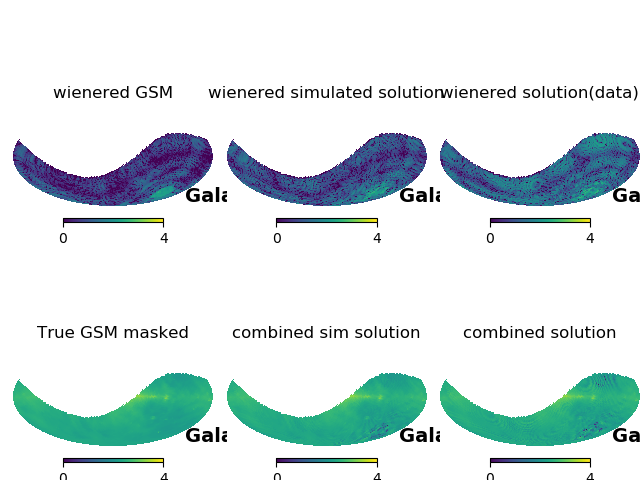 wienered GSM
wienered simulated solution
wienered solution(data)
Gala
Gala
Ga
0 4
0 4
0 4
True GSM masked
combined sim solution
combined solution
Gala
Gala
Ga
0 4
0 4
0 4